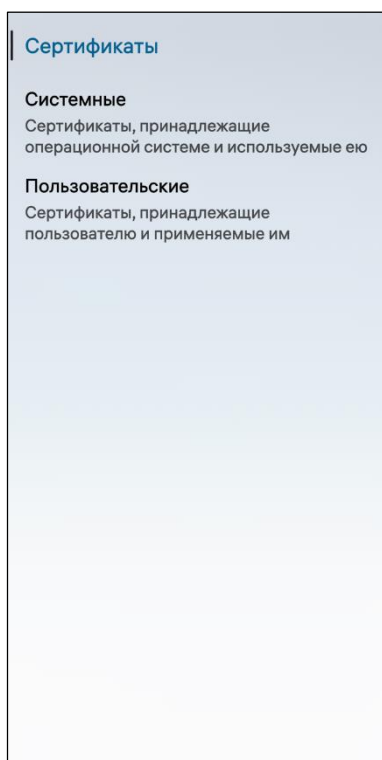 Сертификаты
Системные
Сертификаты, принадлежащие
операционной системе и используемые ею
Пользовательские
Сертификаты, принадлежащие
пользователю и применяемые им